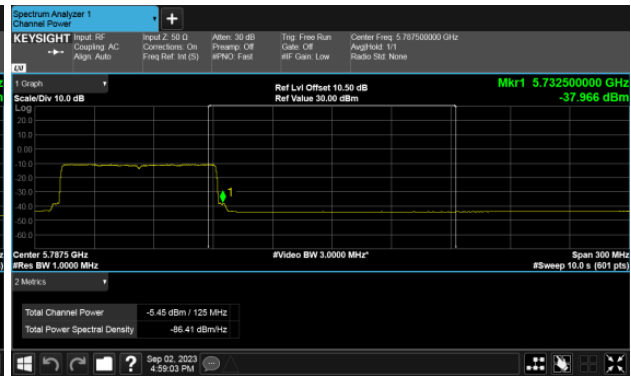 Spectrum Analyzer 1
Channel Power
+
KEYSIGHT Input: RF Input Z: 50 Ω Atten: 30 dB Trig: Free Run Center Freq: 5.787500000 GHz
Coupling: AC Corrections: On Preamp: Off Gate: Off Avg|Hold: 1/1
Align: Auto Freq Ref: Int (S) #PNO: Fast #IF Gain: Low Radio Std: None
LXI
1 Graph Ref Lvl Offset 10.50 dB Mkr1 5.732500000 GHz
Scale/Div 10.0 dB Ref Value 30.00 dBm -37.966 dBm
Log
20.0
10.0
0.00
-10.0
-20.0
-30.0
1
-40.0
-50.0
-60.0
Center 5.7875 GHz #Video BW 3.0000 MHz* Span 300 MHz
#Res BW 1.0000 MHz #Sweep 10.0 s (601 pts)
2 Metrics
Total Channel Power -5.45 dBm / 125 MHz
Total Power Spectral Density -86.41 dBm/Hz
? Sep 02, 2023
4:59:03 PM